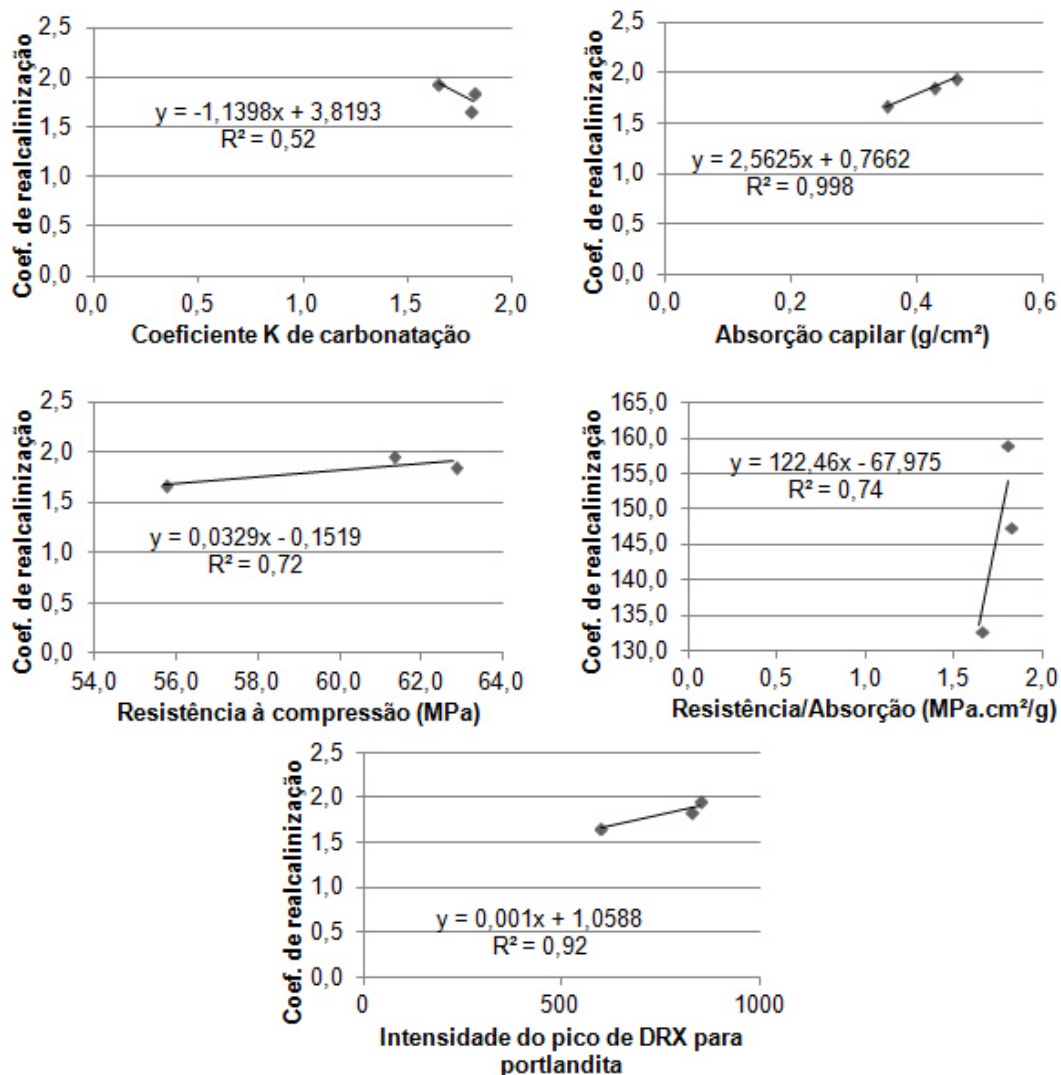 Coef. de realcalinização
2,5
2,0
1,5
1,0
0,5
0,0
y = -1,1398x + 3,8193
R² = 0,52
0,0 0,5 1,0 1,5 2,0
Coeficiente K de carbonatação
Coef. de realcalinização
2,5
2,0
1,5
1,0
0,5
0,0
y = 2,5625x + 0,7662
R² = 0,998
0,0 0,2 0,4 0,6
Absorção capilar (g/cm²)
Coef. de realcalinização
2,5
2,0
1,5
1,0
0,5
0,0
y = 0,0329x - 0,1519
R² = 0,72
54,0 56,0 58,0 60,0 62,0 64,0
Resistência à compressão (MPa)
Coef. de realcalinização
165,0
160,0
155,0
150,0
145,0
140,0
135,0
130,0
y = 122,46x - 67,975
R² = 0,74
0,0 0,5 1,0 1,5 2,0
Resistência/Absorção (MPa.cm²/g)
Coef. de realcalinização
2,5
2,0
1,5
1,0
0,5
0,0
y = 0,001x + 1,0588
R² = 0,92
0 500 1000
Intensidade do pico de DRX para
portlandita